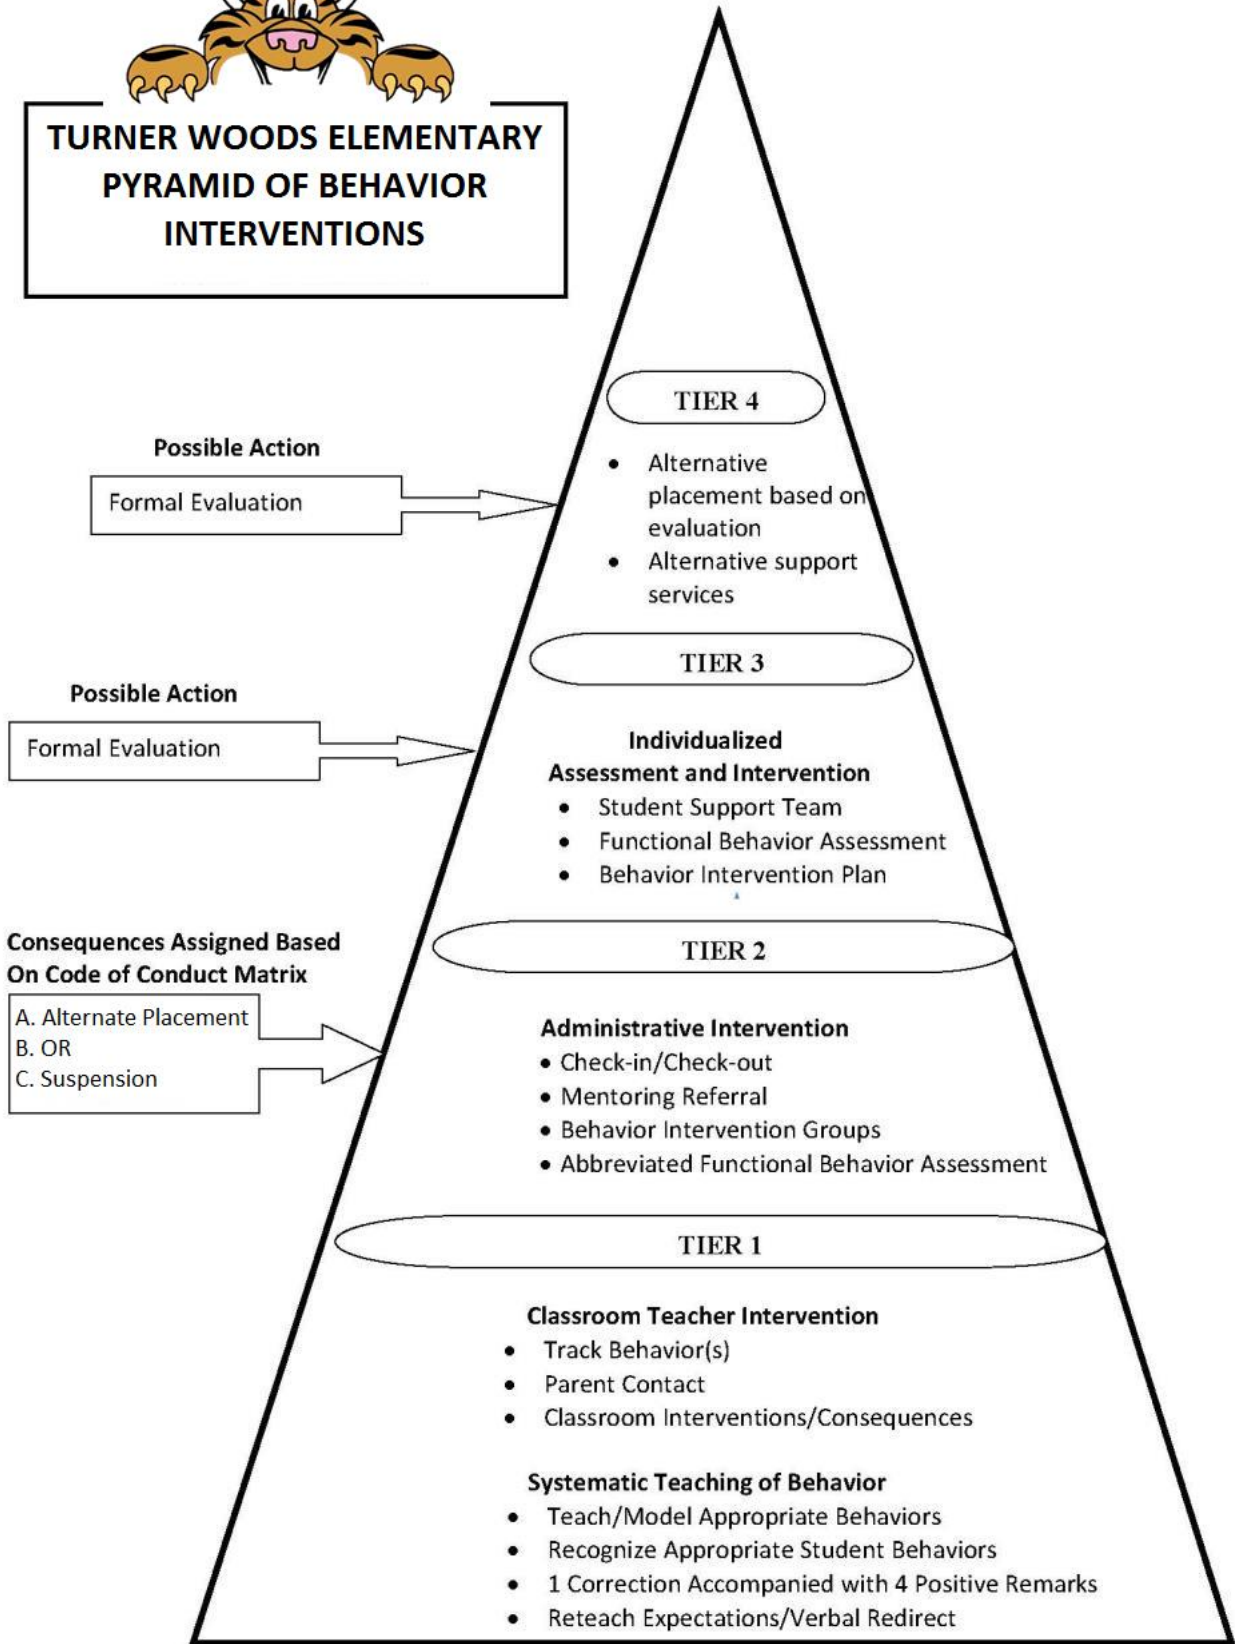 TURNER WOODS ELEMENTARY
PYRAMID OF BEHAVIOR
INTERVENTIONS
TIER 4
Possible Action
Formal Evaluation
• Alternative
placement based on
evaluation
• Alternative support
services
TIER 3
Possible Action
Formal Evaluation
Individualized
Assessment and Intervention
• Student Support Team
• Functional Behavior Assessment
• Behavior Intervention Plan
TIER 2
Consequences Assigned Based
On Code of Conduct Matrix
A. Alternate Placement
B. OR
C. Suspension
Administrative Intervention
• Check-in/Check-out
• Mentoring Referral
• Behavior Intervention Groups
• Abbreviated Functional Behavior Assessment
TIER 1
Classroom Teacher Intervention
• Track Behavior(s)
• Parent Contact
• Classroom Interventions/Consequences
Systematic Teaching of Behavior
• Teach/Model Appropriate Behaviors
• Recognize Appropriate Student Behaviors
• 1 Correction Accompanied with 4 Positive Remarks
• Reteach Expectations/Verbal Redirect